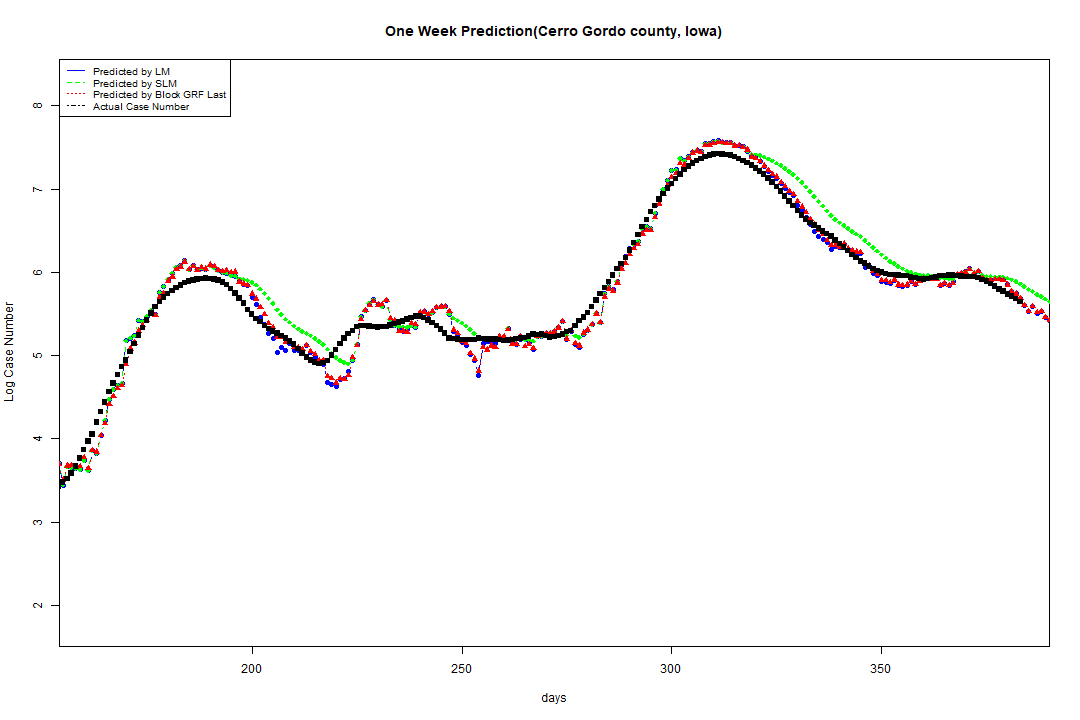 One Week Prediction(Cerro Gordo county, Iowa)
Predicted by LM
Predicted by SLM
Predicted by Block GRF Last
Actual Case Number
8
7
6
5
4
3
2
Log Case Number
200
250
300
350
days